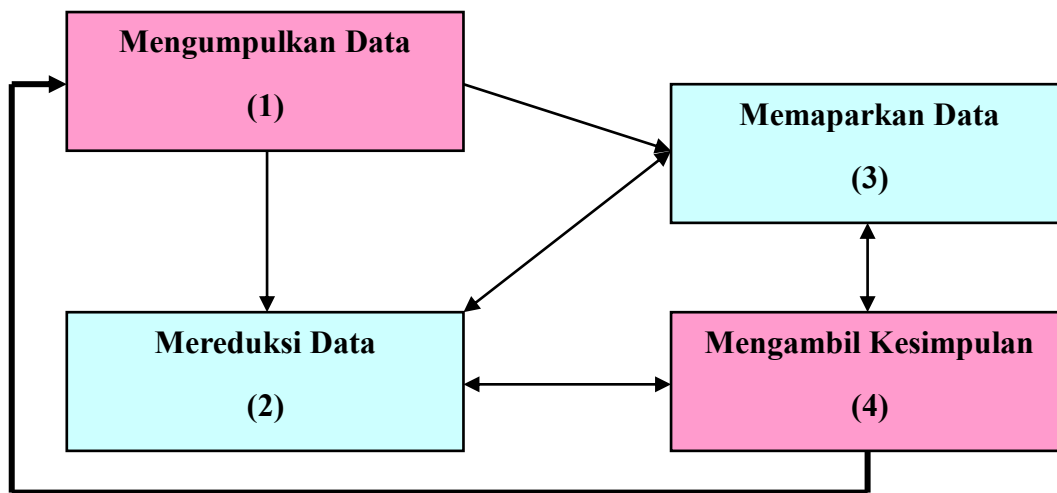 Mengumpulkan Data
(1)
Memaparkan Data
(3)
Mereduksi Data
(2)
Mengambil Kesimpulan
(4)